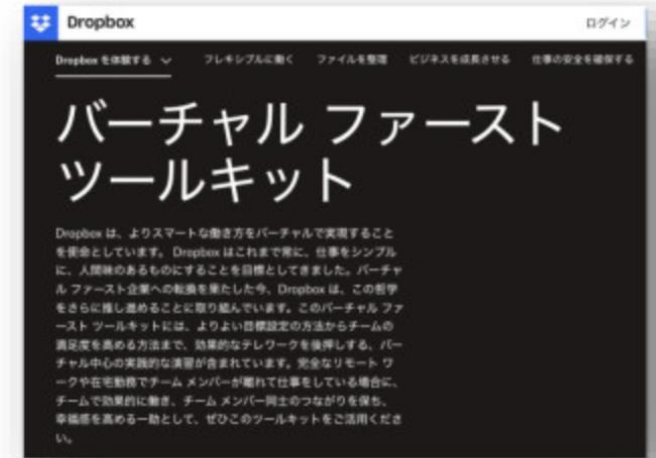 Dropbox
ログイン
Dropbox を体験する フレキシブルに働く ファイルを整理 ビジネスを成長させる 仕事の安全を確保する
バーチャル ファースト
ツールキット
Dropbox は、よりスマートな働き方をバーチャルで実現すること
を使命としています。 Dropbox はこれまで常に、仕事をシンプル
に、人間味のあるものにすることを目標としてきました。バーチャ
ル ファースト企業への転換を果たした今、Dropbox は、この哲学
をさらに推し進めることに取り組んでいます。このバーチャル ファ
ースト ツールキットには、よりよい目標設定の方法からチームの
満足度を高める方法まで、効果的なテレワークを後押しする、バー
チャル中心の実践的な演習が含まれています。完全なリモート ワ
ークや在宅勤務でチーム メンバーが離れて仕事をしている場合に、
チームで効果的に働き、チーム メンバー同士のつながりを保ち、
幸福感を高める一助として、ぜひこのツールキットをご活用くださ
い。